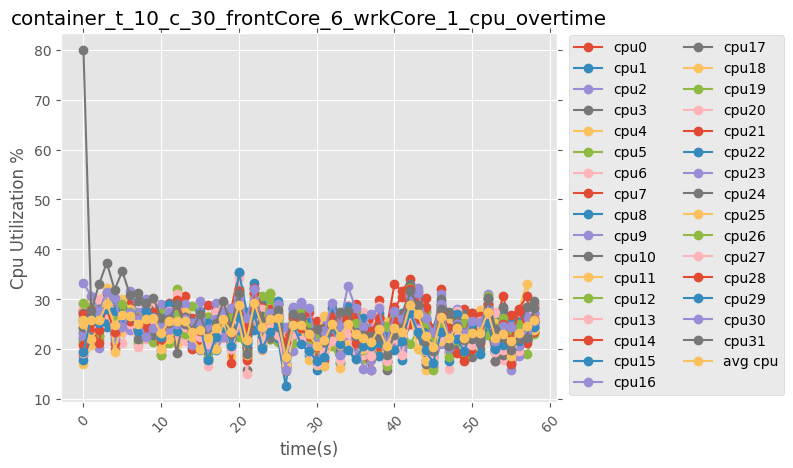 container_t_10_c_30_frontCore_6_wrkCore_1_cpu_overtime
Cpu Utilization %
80
70
60
50
40
30
20
10
0
10
20
30
40
50
60
time(s)
cpu0
cpu1
cpu2
cpu3
cpu4
cpu5
cpu6
cpu7
cpu8
cpu9
cpu10
cpu11
cpu12
cpu13
cpu14
cpu15
cpu16
cpu17
cpu18
cpu19
cpu20
cpu21
cpu22
cpu23
cpu24
cpu25
cpu26
cpu27
cpu28
cpu29
cpu30
cpu31
avg cpu